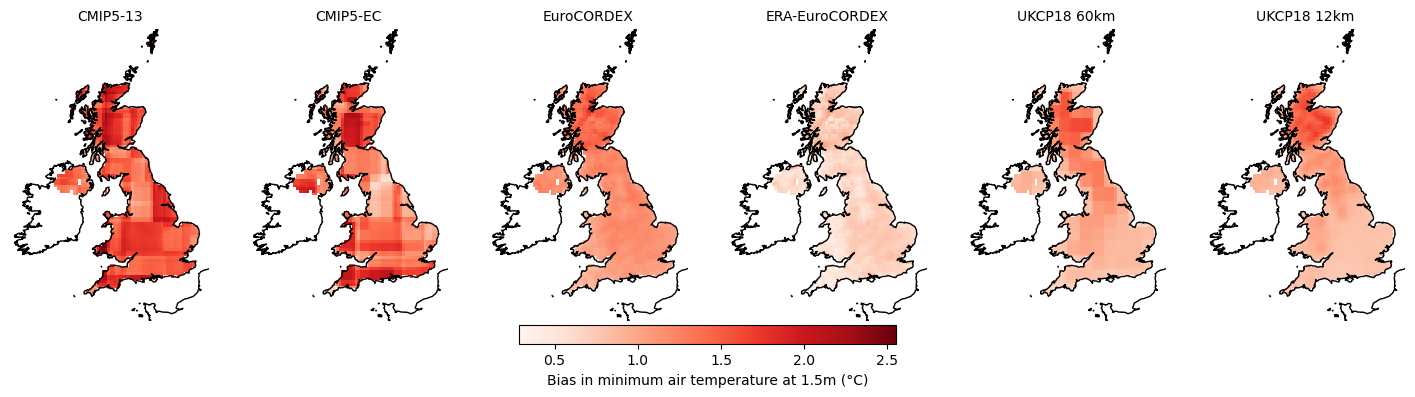 CMIP5-13 CMIP5-EC EuroCORDEX ERA-EuroCORDEX UKCP18 60km UKCP18 12km
0.5 1.0 1.5 2.0 2.5
Bias in minimum air temperature at 1.5m (°C)